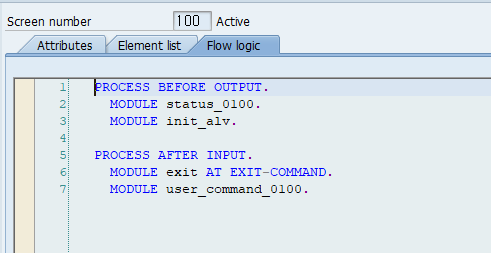 Screen number 100 Active
Attributes Element list Flow logic
1 PROCESS BEFORE OUTPUT.
2 MODULE status_0100.
3 MODULE init_alv.
4
5 PROCESS AFTER INPUT.
6 MODULE exit AT EXIT-COMMAND.
7 MODULE user_command_0100.